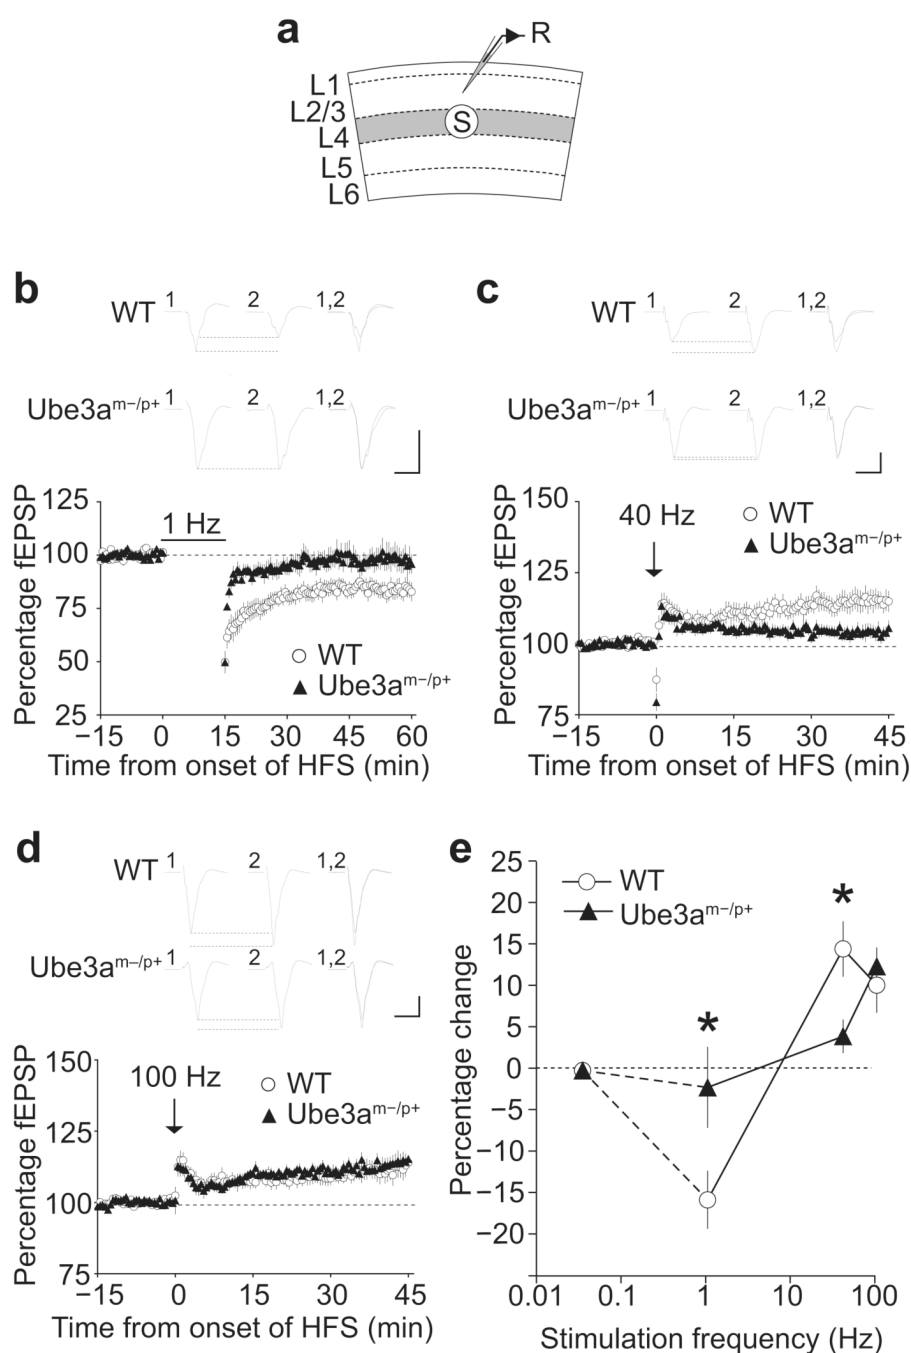 a
R
L1
L2/3
L4
L5
L6
S
b
WT
1 2 1,2
Ube3a^m−/p+
1 2 1,2
Percentage fEPSP
125
100
75
50
25
1 Hz
WT
Ube3a^m−/p+
−15 0 15 30 45 60
Time from onset of HFS (min)
c
WT
1 2 1,2
Ube3a^m−/p+
1 2 1,2
Percentage fEPSP
150
125
100
75
40 Hz
WT
Ube3a^m−/p+
−15 0 15 30 45
Time from onset of HFS (min)
d
WT
1 2 1,2
Ube3a^m−/p+
1 2 1,2
Percentage fEPSP
150
125
100
75
100 Hz
WT
Ube3a^m−/p+
−15 0 15 30 45
Time from onset of HFS (min)
e
Percentage change
25
20
15
10
5
0
−5
−10
−15
−20
WT
Ube3a^m−/p+
*
*
0.01 0.1 1 10 100
Stimulation frequency (Hz)